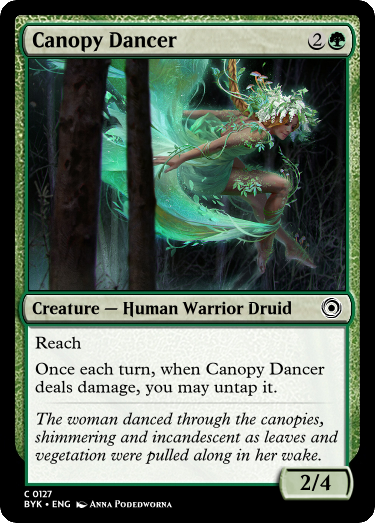 Canopy Dancer 2
Creature — Human Warrior Druid
Reach
Once each turn, when Canopy Dancer
deals damage, you may untap it.
The woman danced through the canopies,
shimmering and incandescent as leaves and
vegetation were pulled along in her wake.
2/4
C 0127
BYK • ENG Anna Podedworna